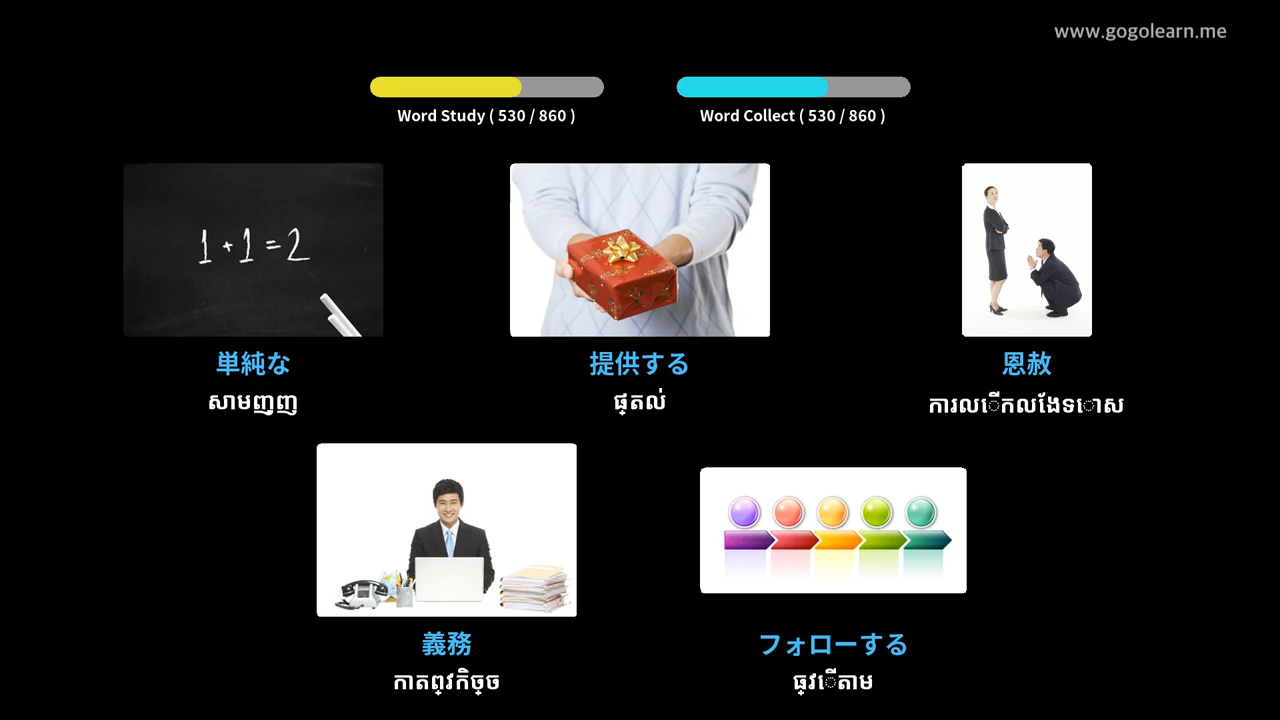 www.gogolearn.me
Word Study ( 530 / 860 )
Word Collect ( 530 / 860 )
1 + 1 = 2
単純な
សាមញ្ញ
提供する
ផ្តល់
恩赦
ការលើកលែងទោស
義務
កាតព្វកិច្ច
フォローする
ធ្វើតាម